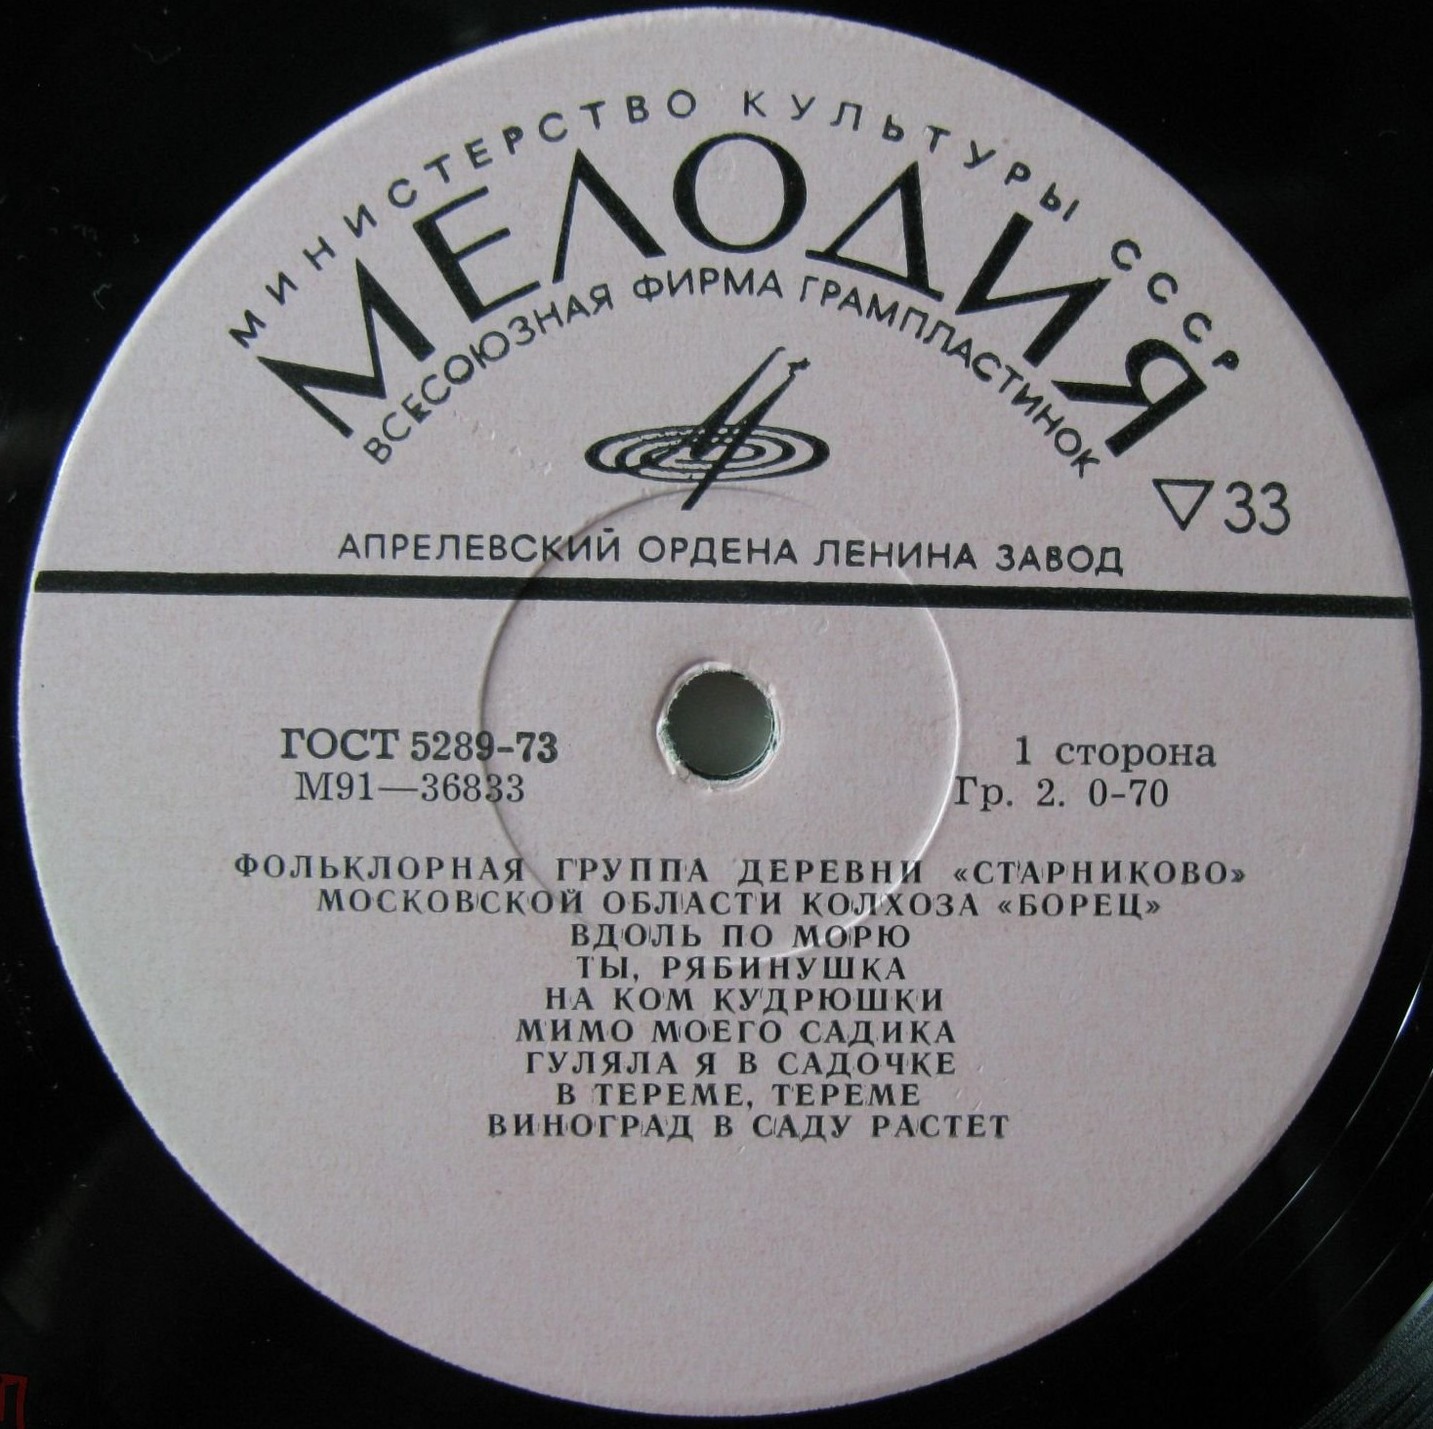 МИНИСТЕРСТВО КУЛЬТУРЫ СССР
МЕЛОДИЯ
ВСЕСОЮЗНАЯ ФИРМА ГРАМПЛАСТИНОК
▽33
АПРЕЛЕВСКИЙ ОРДЕНА ЛЕНИНА ЗАВОД
ГОСТ 5289-73
1 сторона
М91—36833
Гр. 2. 0-70
ФОЛЬКЛОРНАЯ ГРУППА ДЕРЕВНИ «СТАРНИКОВО»
МОСКОВСКОЙ ОБЛАСТИ КОЛХОЗА «БОРЕЦ»
ВДОЛЬ ПО МОРЮ
ТЫ, РЯБИНУШКА
НА КОМ КУДРЮШКИ
МИМО МОЕГО САДИКА
ГУЛЯЛА Я В САДОЧКЕ
В ТЕРЕМЕ, ТЕРЕМЕ
ВИНОГРАД В САДУ РАСТЕТ